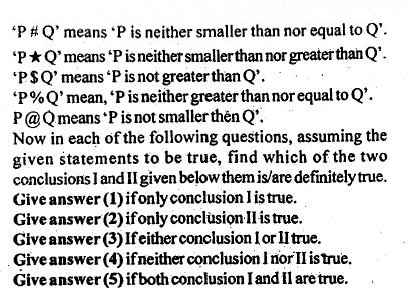 ‘P # Q’ means ‘P is neither smaller than nor equal to Q’.
‘P ★ Q’ means ‘P is neither smaller than nor greater than Q’.
‘P $ Q’ means ‘P is not greater than Q’.
‘P % Q’ mean, ‘P is neither greater than nor equal to Q’.
P @ Q means ‘P is not smaller then Q’.
Now in each of the following questions, assuming the
given statements to be true, find which of the two
conclusions I and II given below them is/are definitely true.
Give answer (1) if only conclusion I is true.
Give answer (2) if only conclusion II is true.
Give answer (3) If either conclusion I or II true.
Give answer (4) if neither conclusion I nor II is true.
Give answer (5) if both conclusion I and II are true.